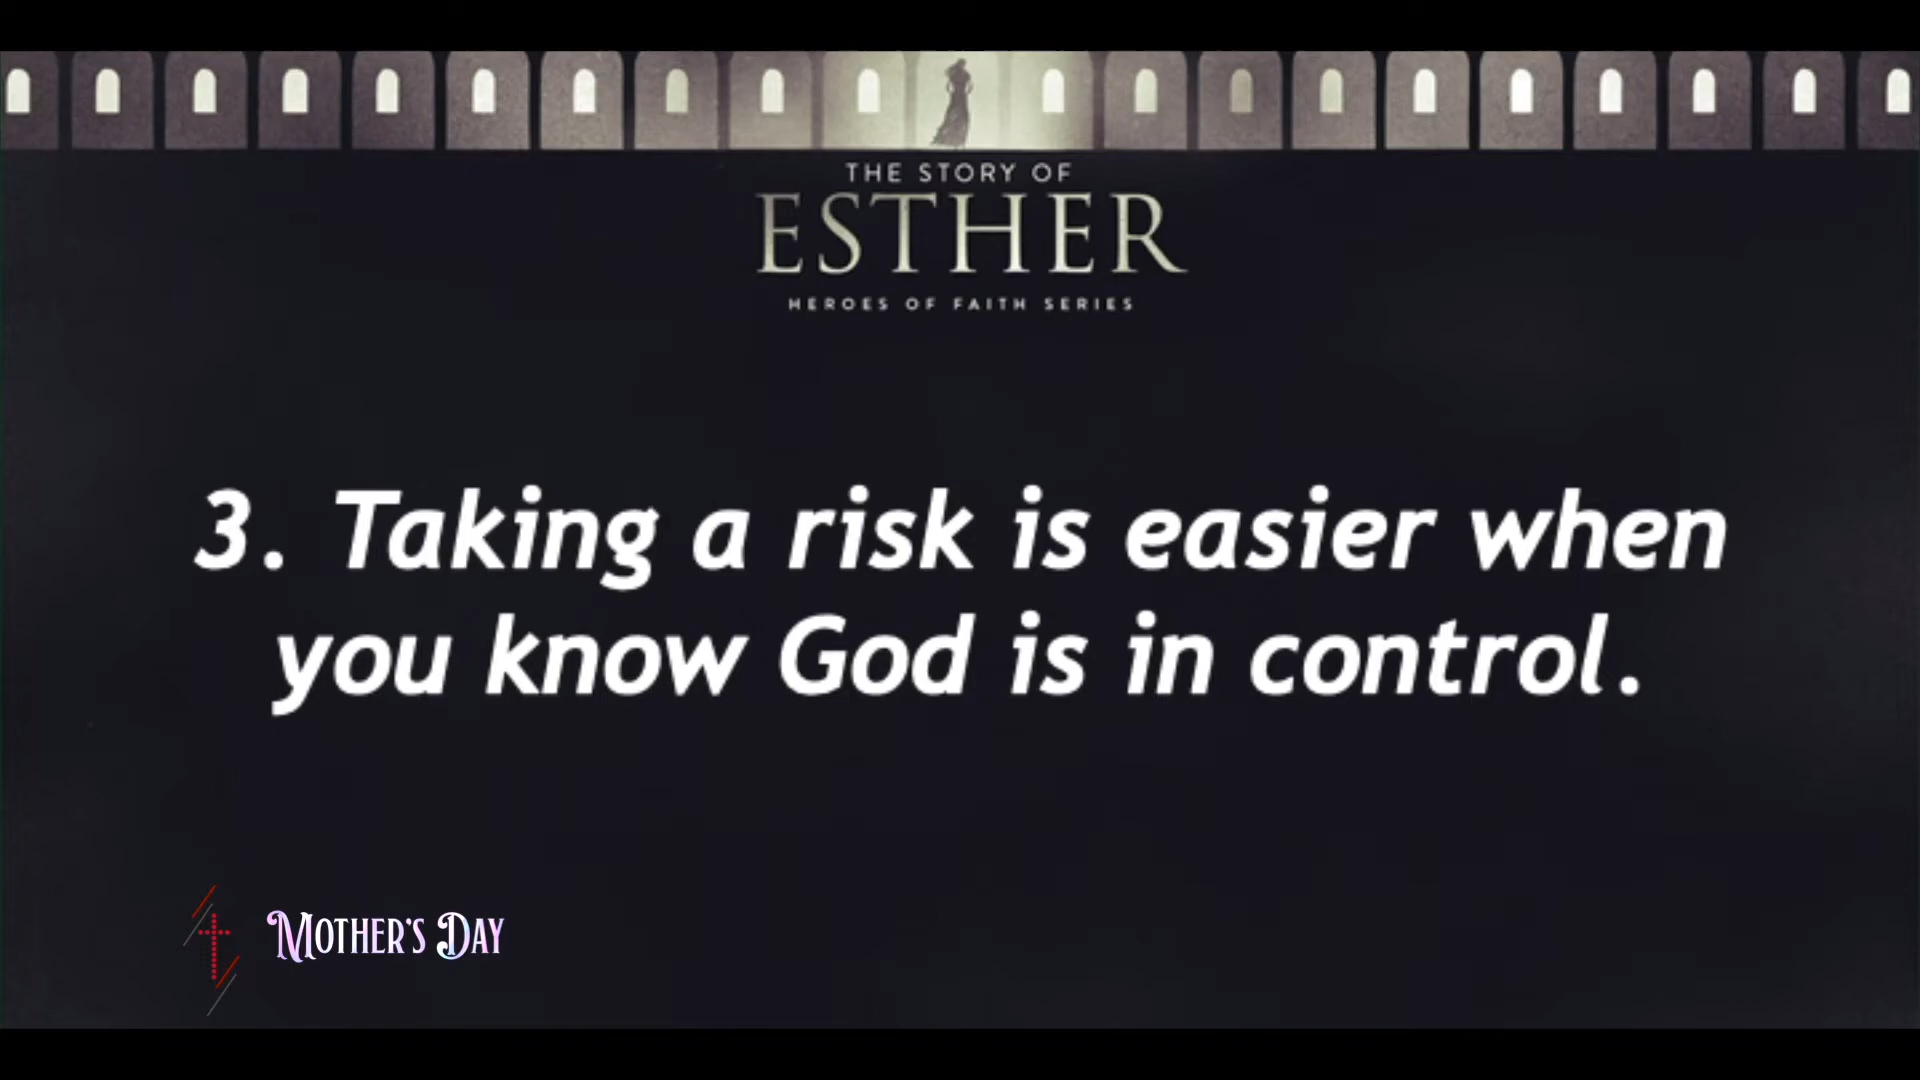 THE STORY OF
ESTHER
HEROES OF FAITH SERIES
3. Taking a risk is easier when
you know God is in control.
Mother's Day